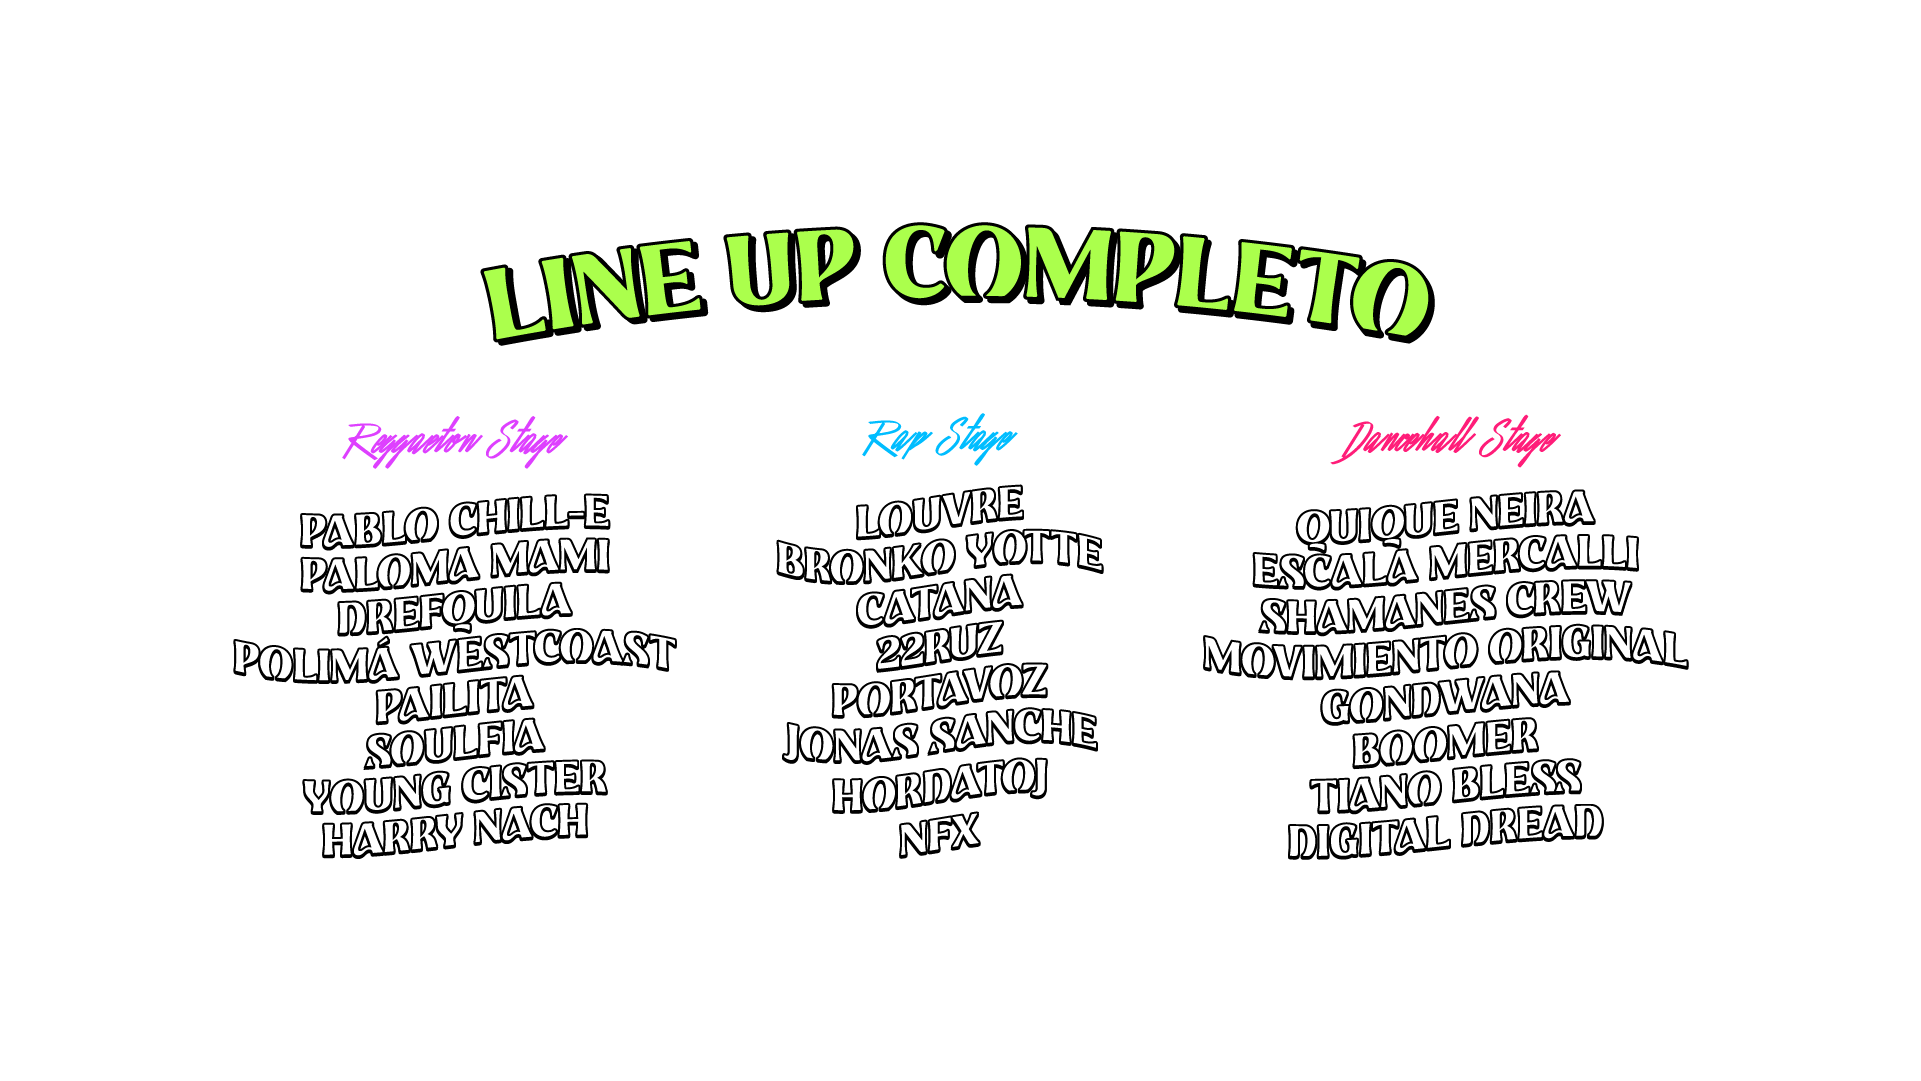 LINE UP COMPLETO
Reggaeton Stage
PABLO CHILL-E
PALOMA MAMI
DREFQUILA
POLIMÁ WESTCOAST
PAILITA
SOULFIA
YOUNG CISTER
HARRY NACH
Rap Stage
LOUVRE
BRONKO YOTTE
CATANA
22RUZ
PORTAVOZ
JONAS SANCHE
HORDATOJ
NFX
Dancehall Stage
QUIQUE NEIRA
ESCALA MERCALLI
SHAMANES CREW
MOVIMIENTO ORIGINAL
GONDWANA
BOOMER
TIANO BLESS
DIGITAL DREAD